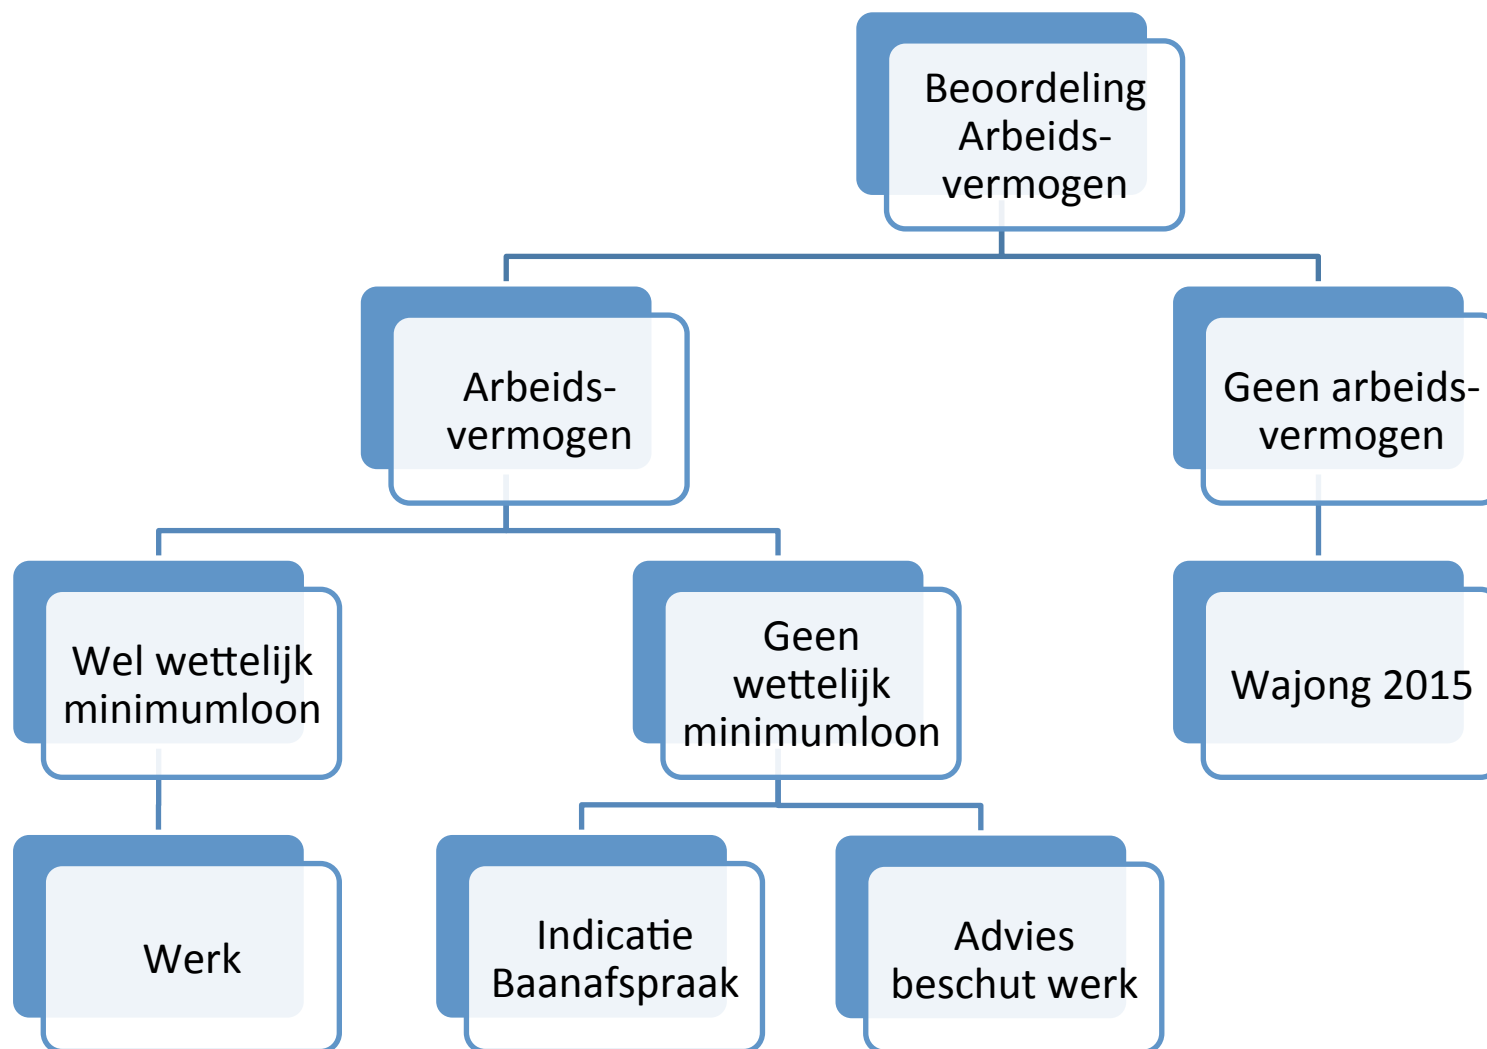 Beoordeling
Arbeids-
vermogen
Arbeids-
vermogen
Geen arbeids-
vermogen
Wel wettelijk
minimumloon
Geen
wettelijk
minimumloon
Wajong 2015
Werk
Indicatie
Baanafspraak
Advies
beschut werk